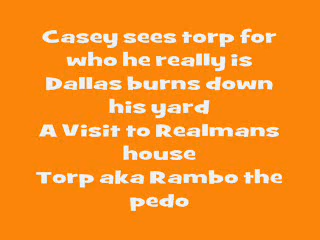 Casey sees torp for
who he really is
Dallas burns down
his yard
A Visit to Realmans
house
Torp aka Rambo the
pedo